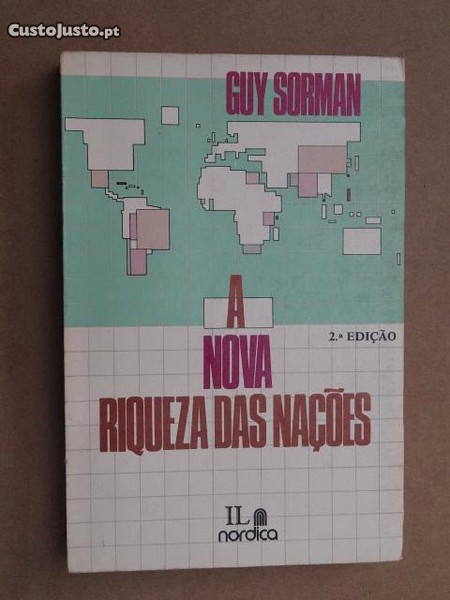 CustoJusto.pt
GUY SORMAN
A
2.ª EDIÇÃO
NOVA
RIQUEZA DAS NAÇÕES
IL
nordica